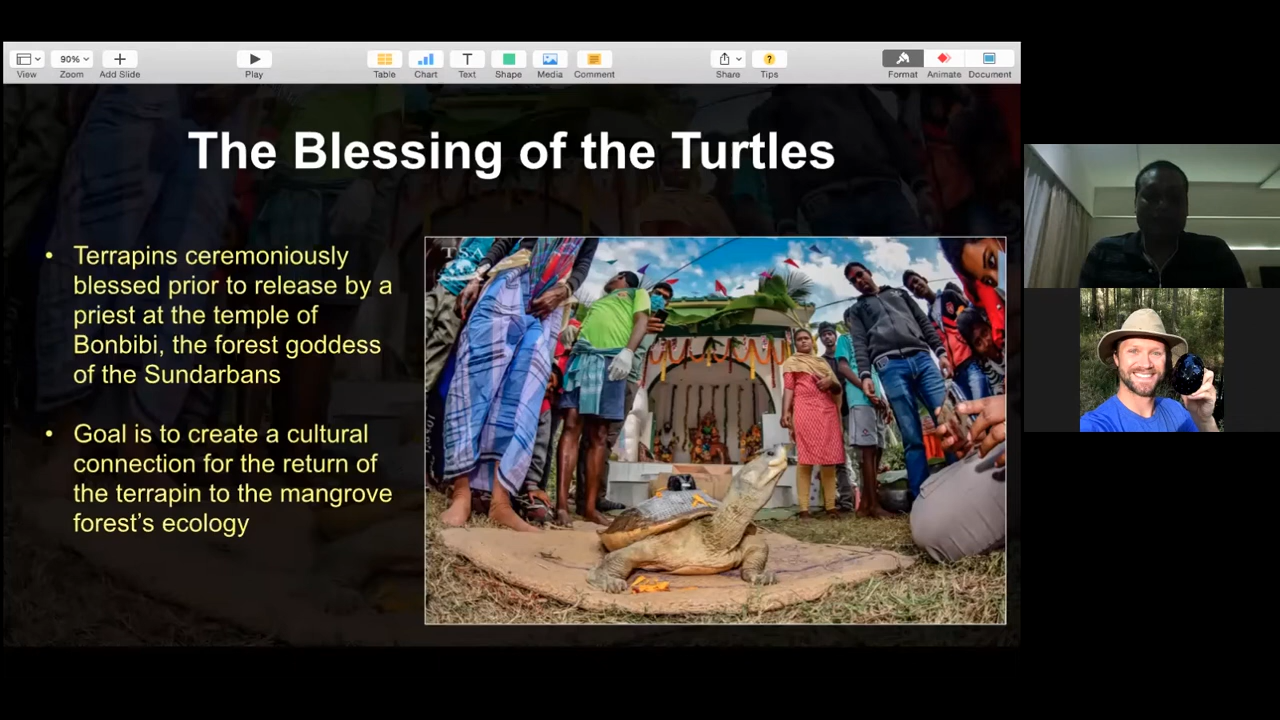 90%
View
Zoom
Add Slide
Play
Table
Chart
Text
Shape
Media
Comment
Share
Tips
Format
Animate
Document
The Blessing of the Turtles
• Terrapins ceremoniously
blessed prior to release by a
priest at the temple of
Bonbibi, the forest goddess
of the Sundarbans
• Goal is to create a cultural
connection for the return of
the terrapin to the mangrove
forest's ecology
TSA